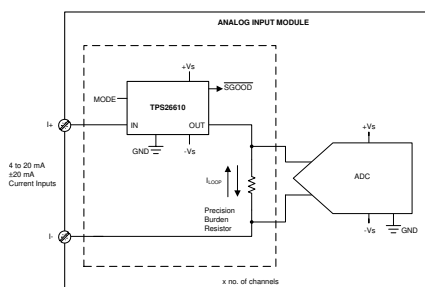 ANALOG INPUT MODULE
+Vs
SGOOD
MODE
TPS26610
I+
IN
OUT
+Vs
GND
-Vs
4 to 20 mA
±20 mA
Current Inputs
ILOOP
ADC
Precision
Burden
Resistor
-Vs
GND
I-
x no. of channels